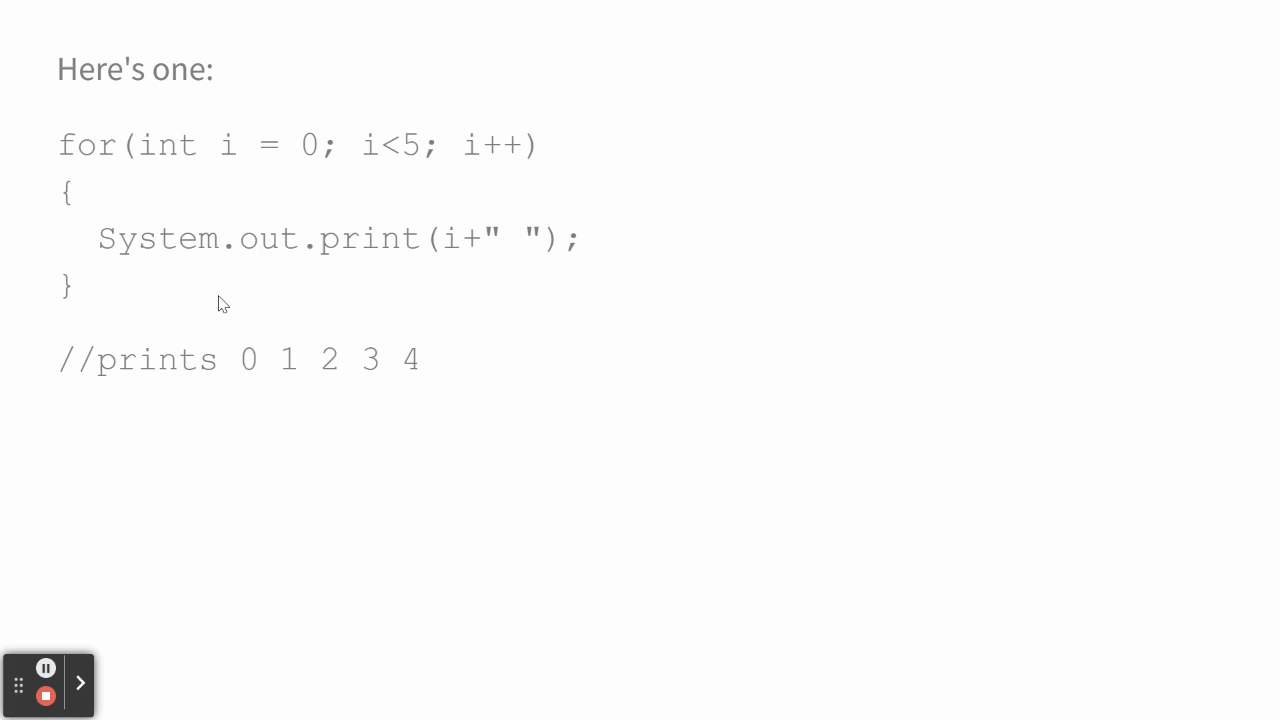 Here's one:
for(int i = 0; i<5; i++)
{
  System.out.print(i+" ");
}
//prints 0 1 2 3 4